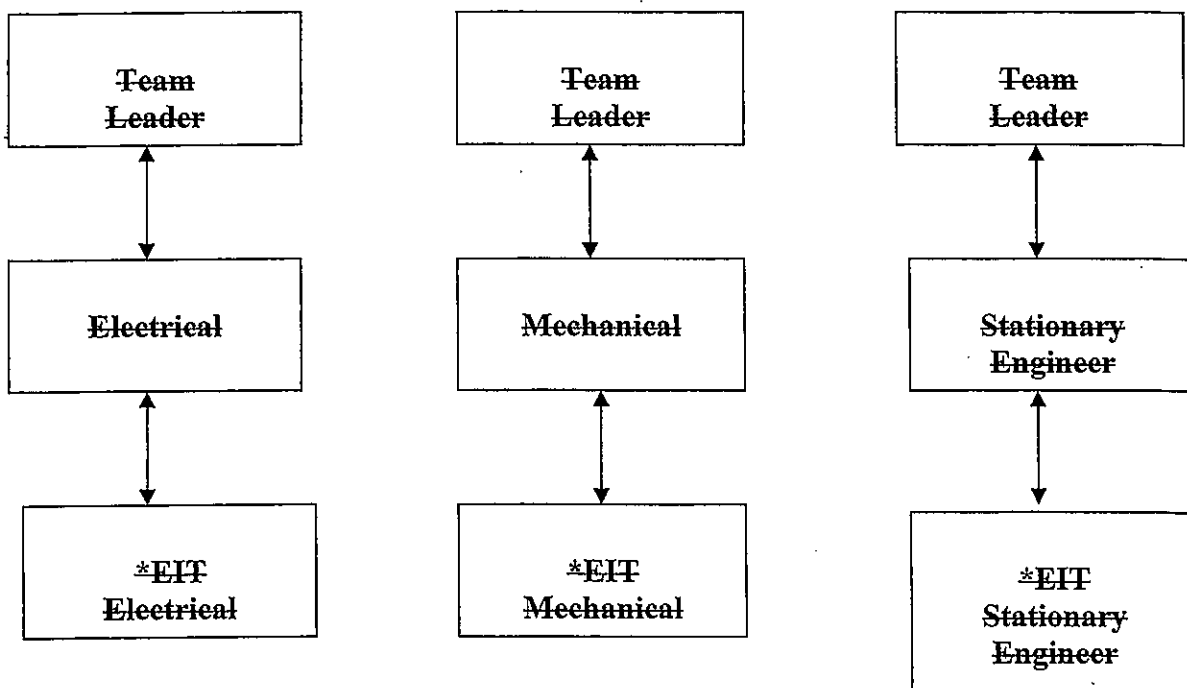 Team
Leader
Team
Leader
Team
Leader
Electrical
Mechanical
Stationary
Engineer
*EIT
Electrical
*EIT
Mechanical
*EIT
Stationary
Engineer